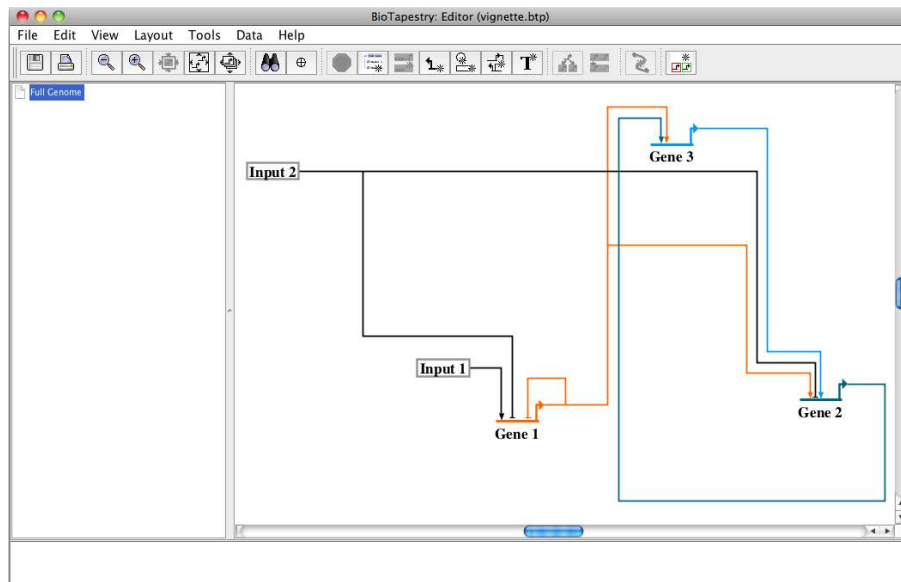 BioTapestry: Editor (vignette.btp)
File Edit View Layout Tools Data Help
T
Full Genome
Gene 3
Input 2
Input 1
Gene 2
Gene 1